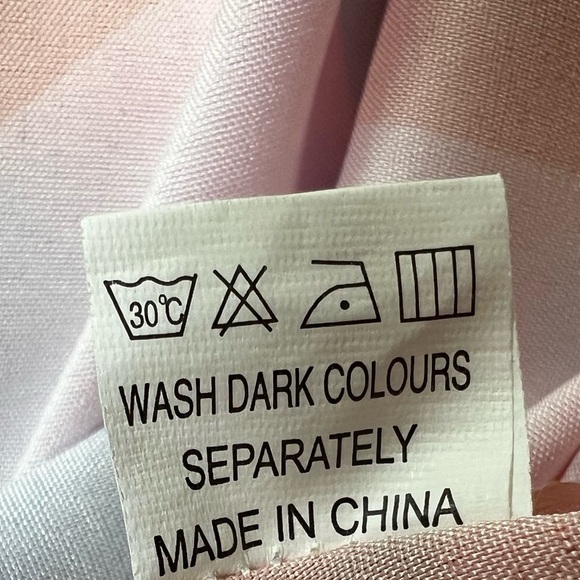 30°C
WASH DARK COLOURS
SEPARATELY
MADE IN CHINA